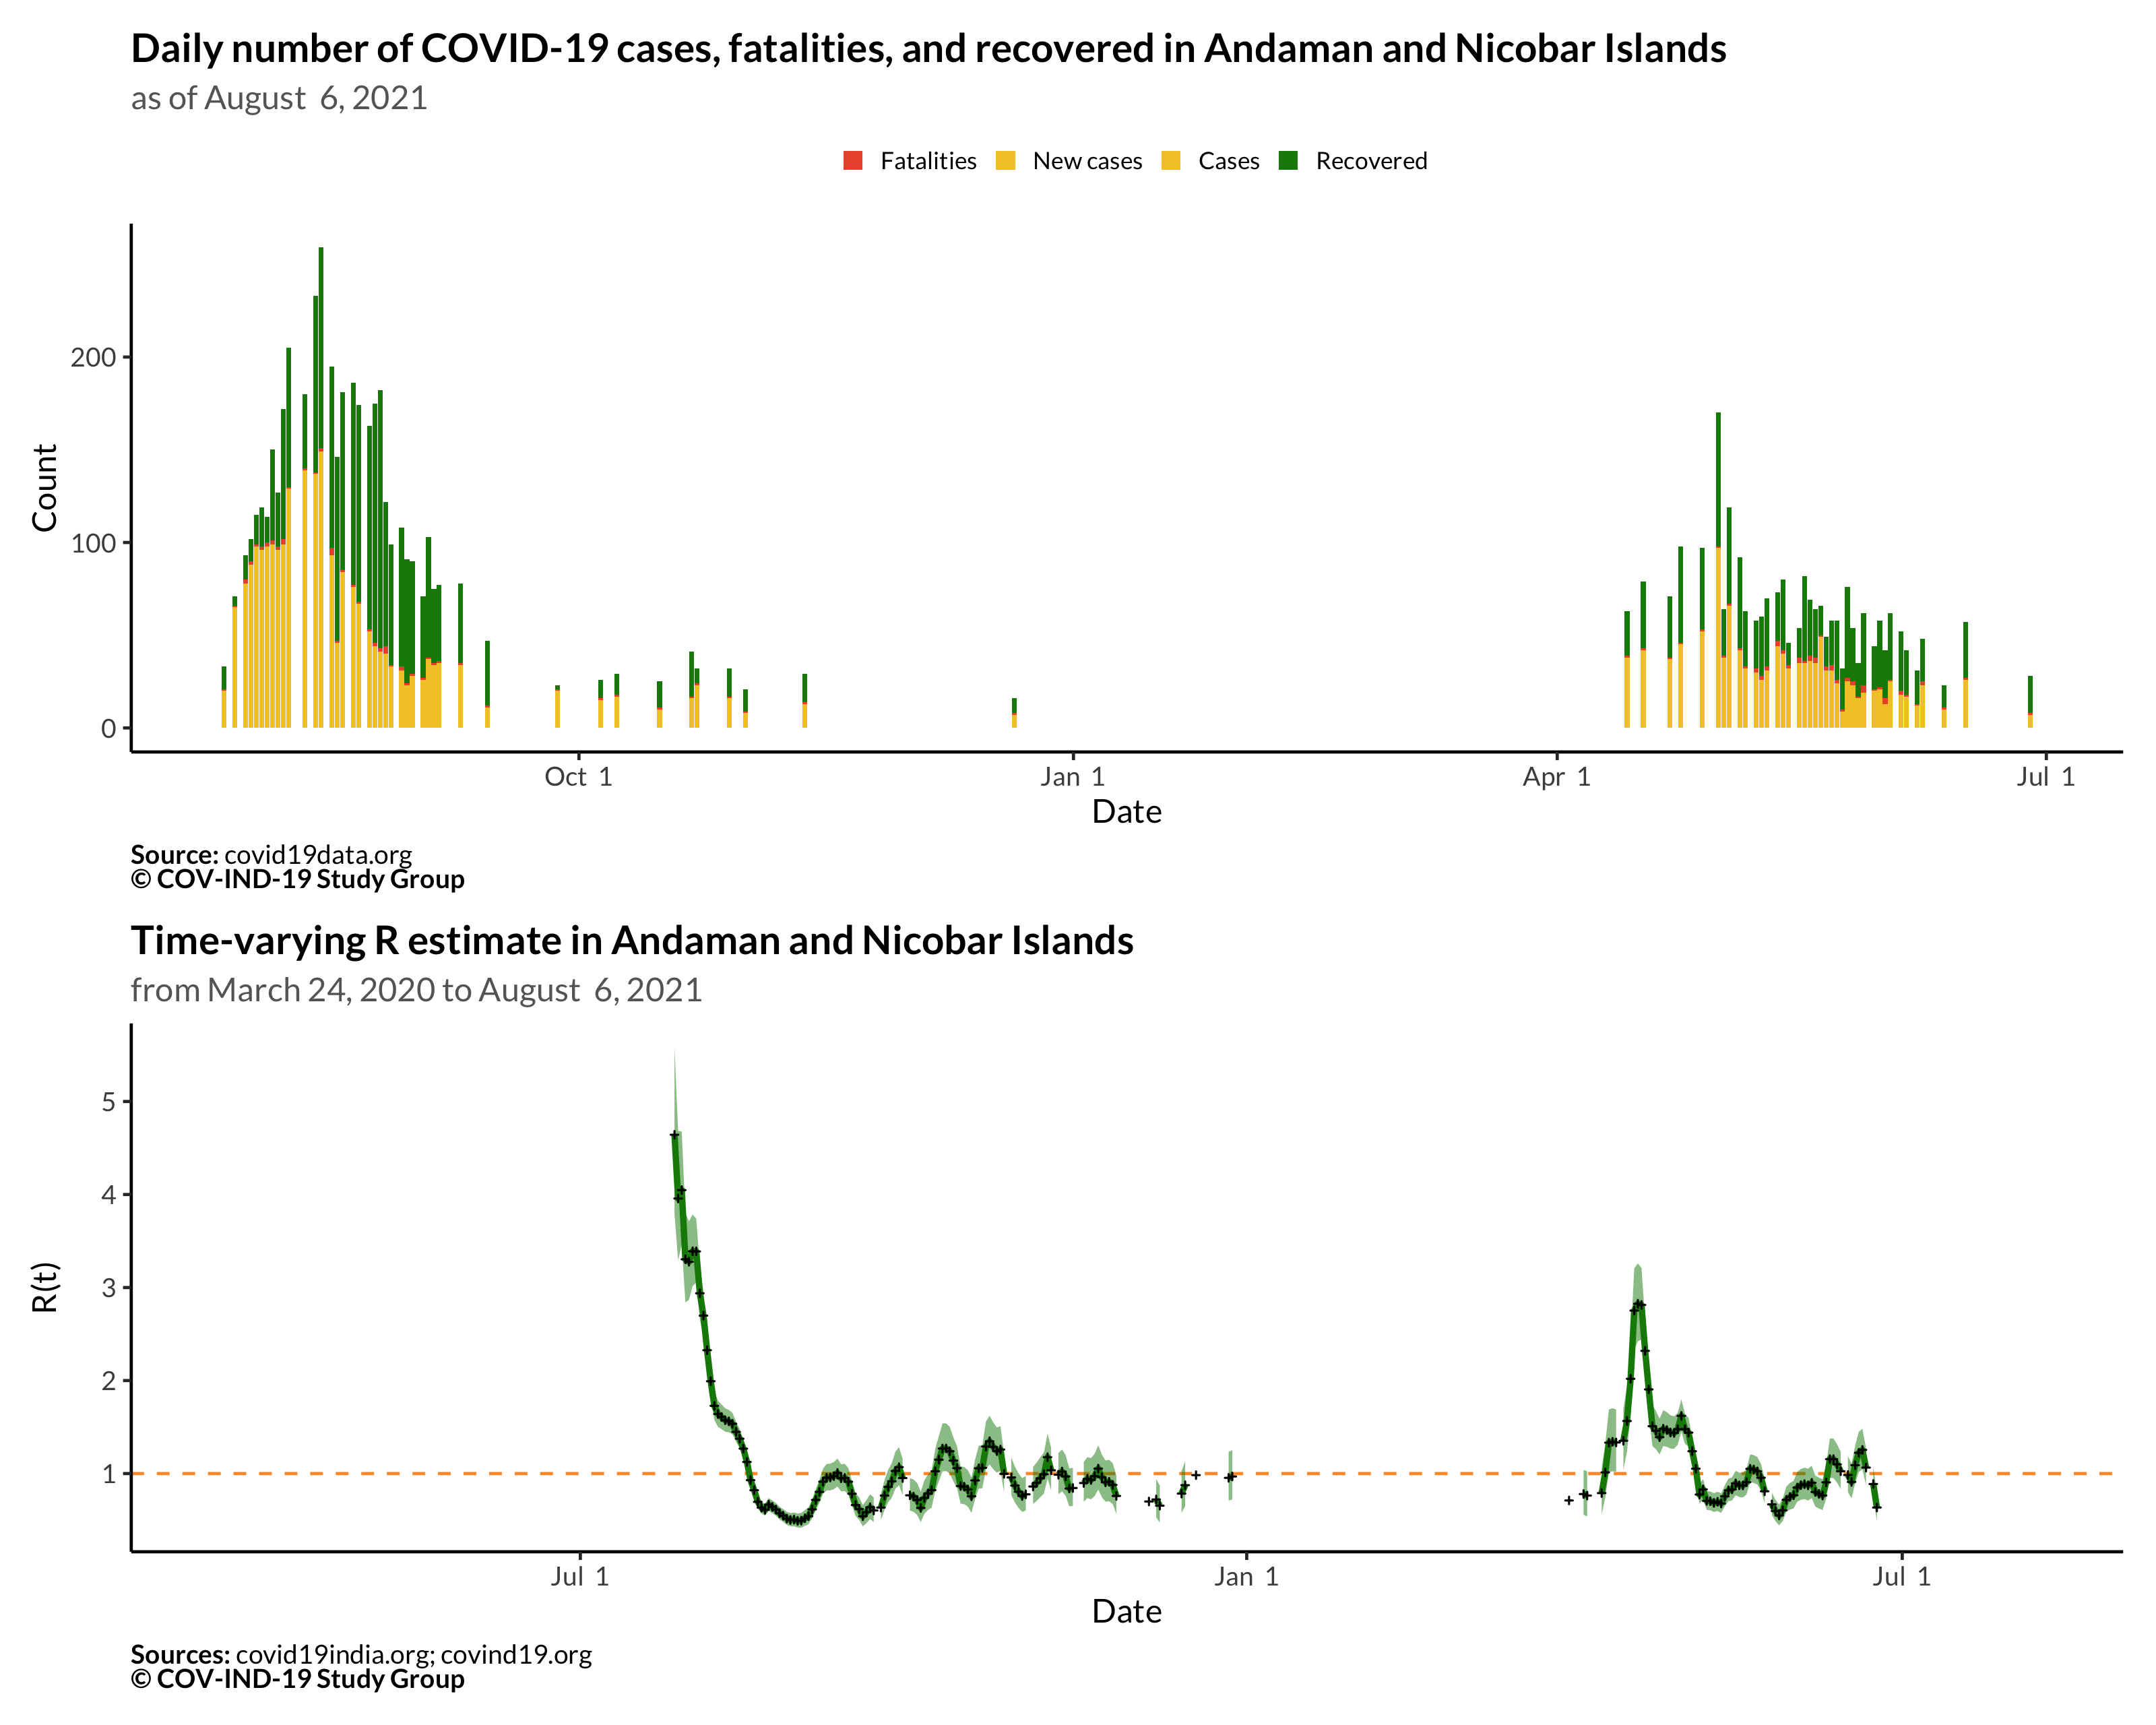 Daily number of COVID-19 cases, fatalities, and recovered in Andaman and Nicobar Islands
as of August  6, 2021
Fatalities New cases Cases Recovered
Count
200
100
0
Oct  1 Jan  1 Apr  1 Jul  1
Date
Source: covid19data.org
© COV-IND-19 Study Group
Time-varying R estimate in Andaman and Nicobar Islands
from March 24, 2020 to August  6, 2021
R(t)
5
4
3
2
1
Jul  1 Jan  1 Jul  1
Date
Sources: covid19india.org; covind19.org
© COV-IND-19 Study Group